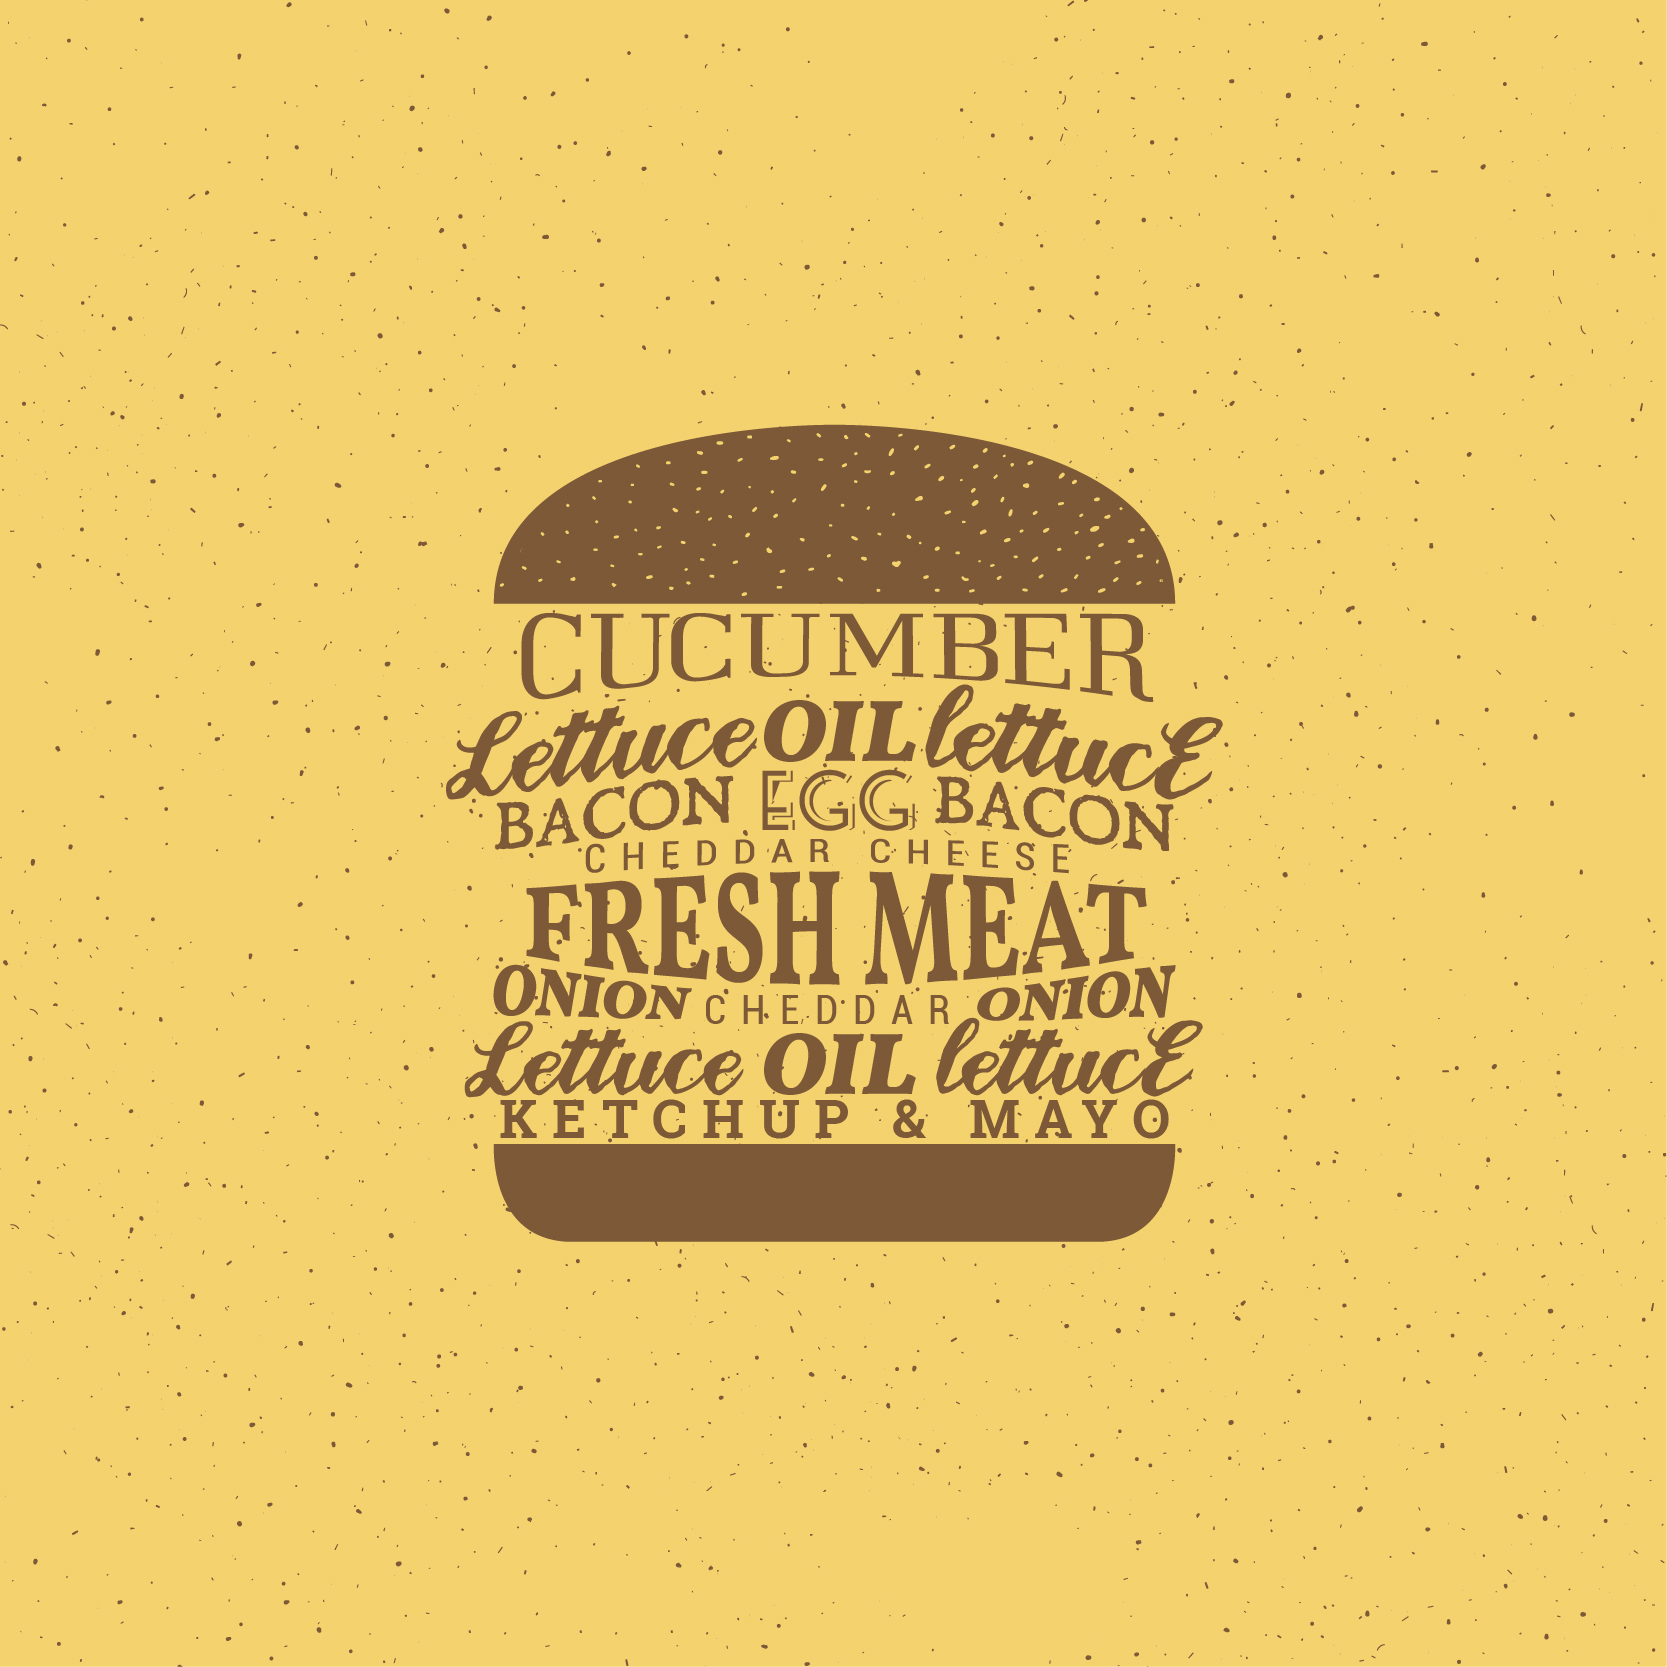 CUCUMBER
Lettuce OIL lettucE
BACON EGG BACON
CHEDDAR CHEESE
FRESH MEAT
ONION CHEDDAR ONION
Lettuce OIL lettucE
KETCHUP & MAYO